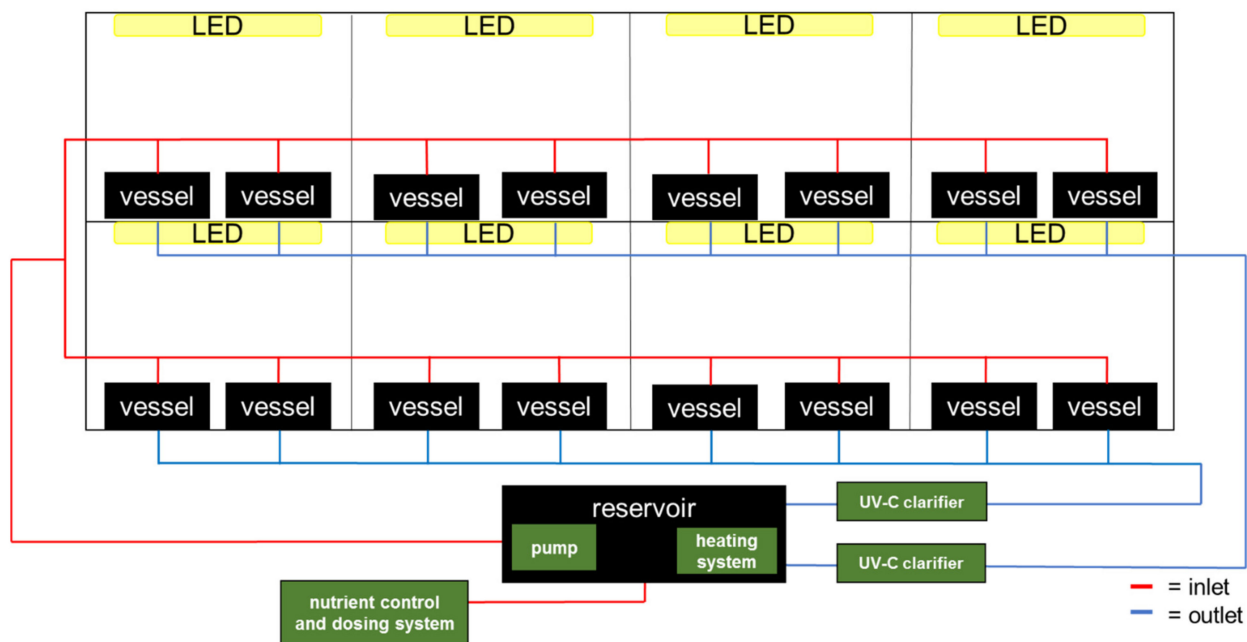 LED LED LED LED
vessel vessel vessel vessel vessel vessel vessel vessel
LED LED LED LED
vessel vessel vessel vessel vessel vessel vessel vessel
reservoir
UV-C clarifier
pump
heating
system
UV-C clarifier
nutrient control
and dosing system
= inlet
= outlet